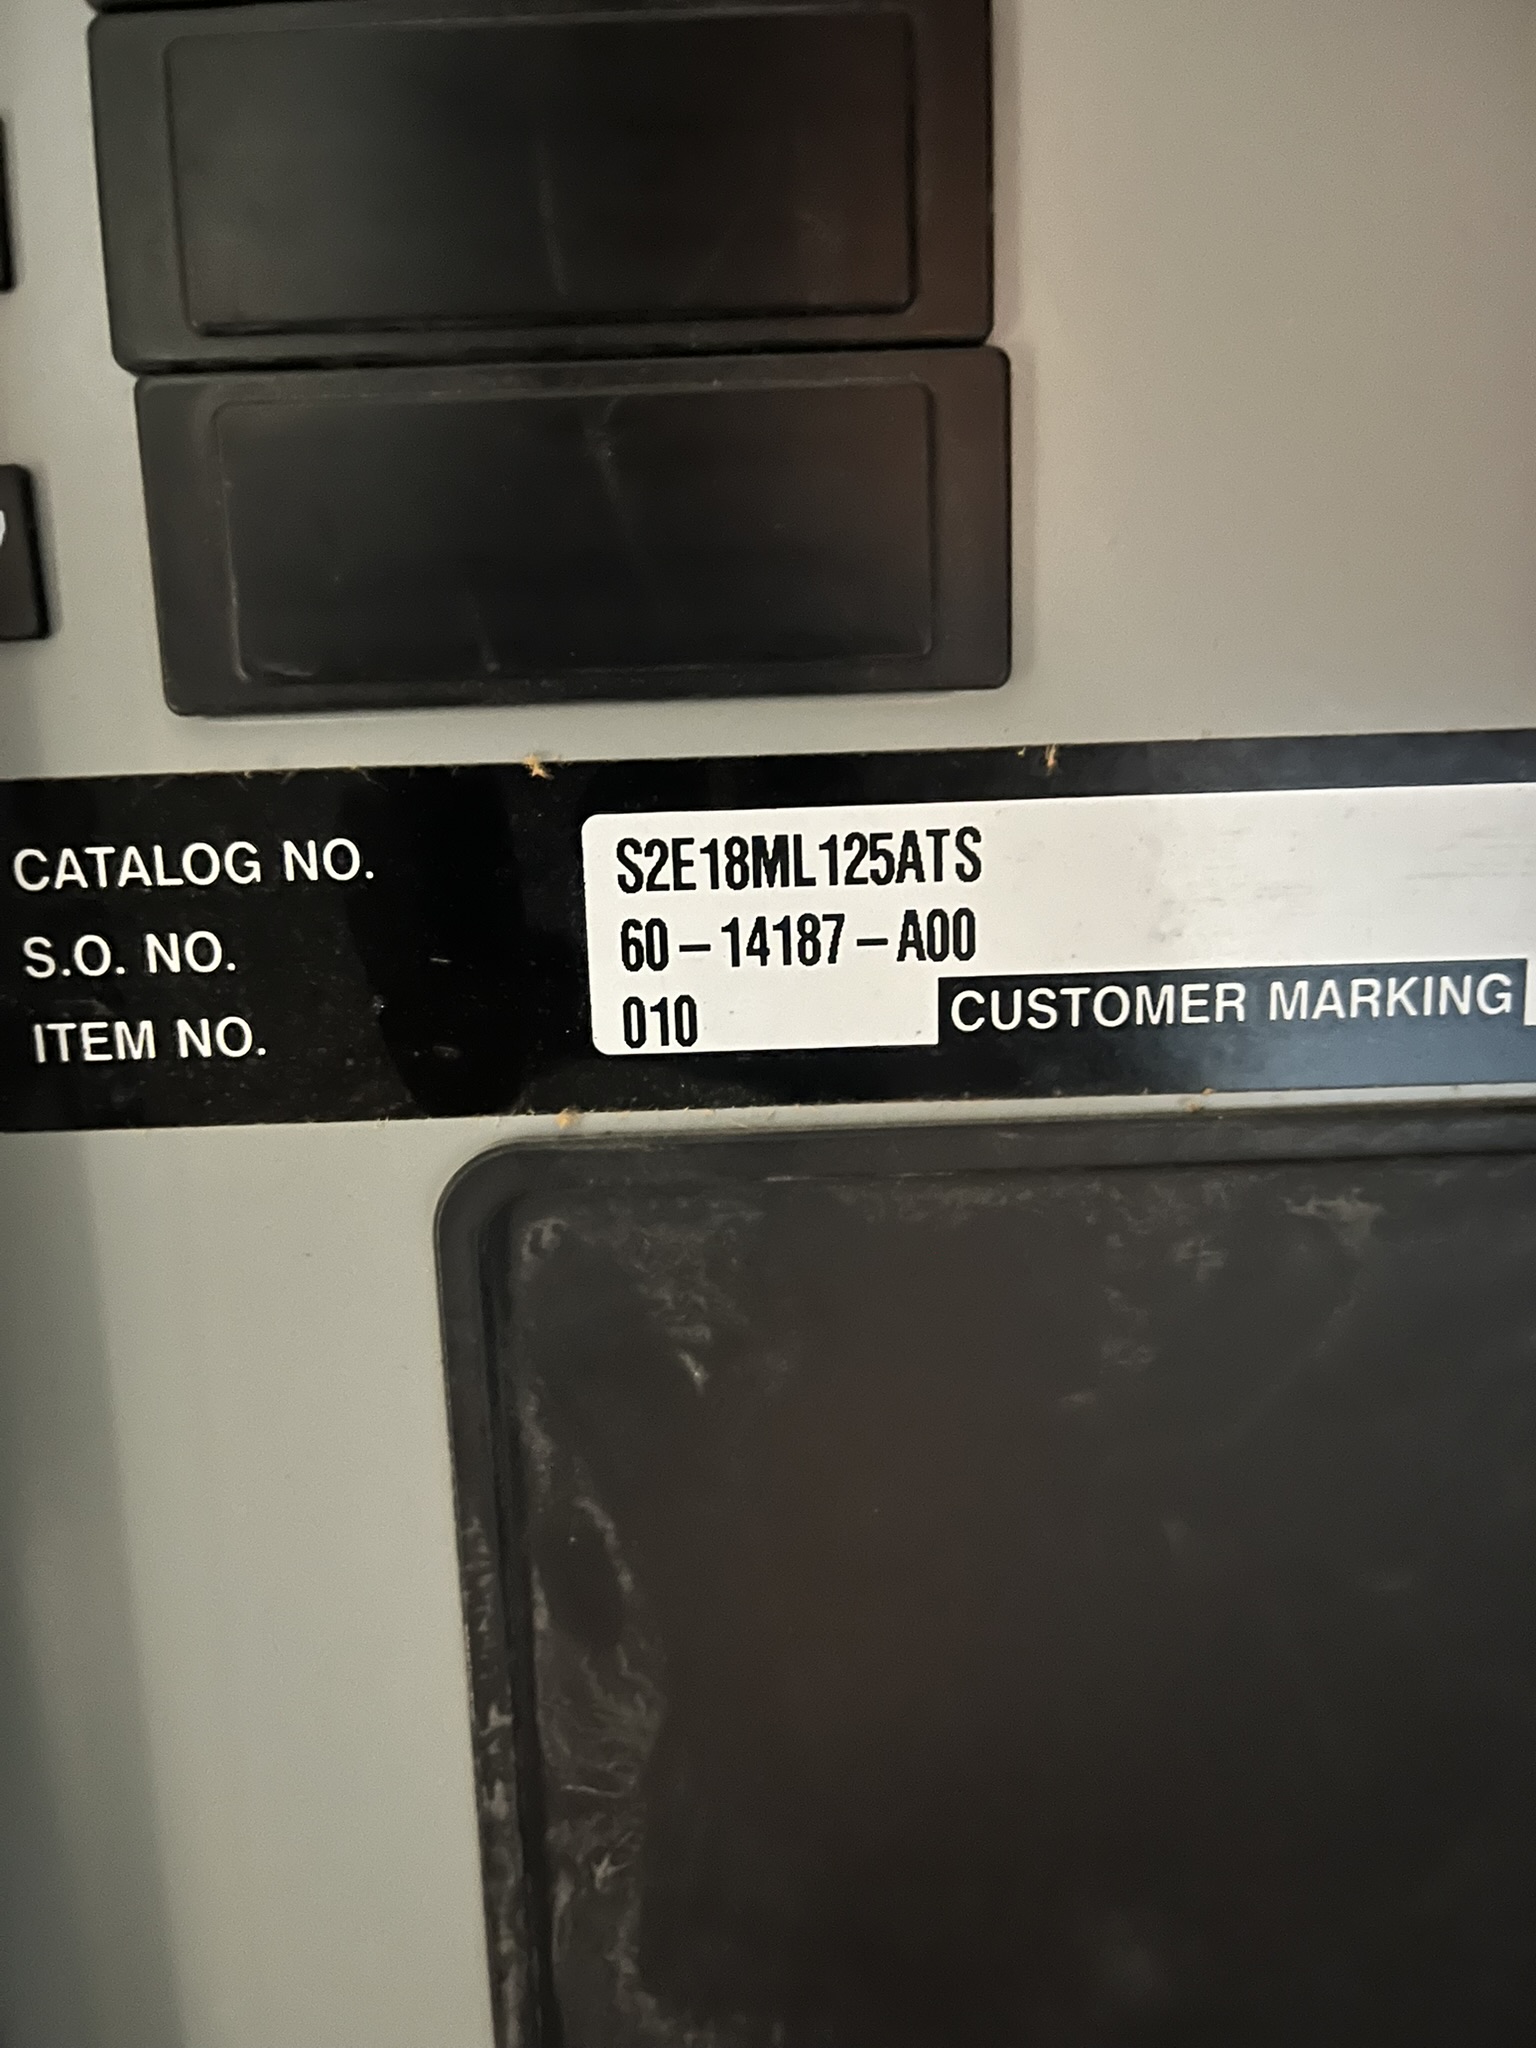 CATALOG NO. S2E18ML125ATS
S.O. NO. 60-14187-A00
ITEM NO. 010 CUSTOMER MARKING